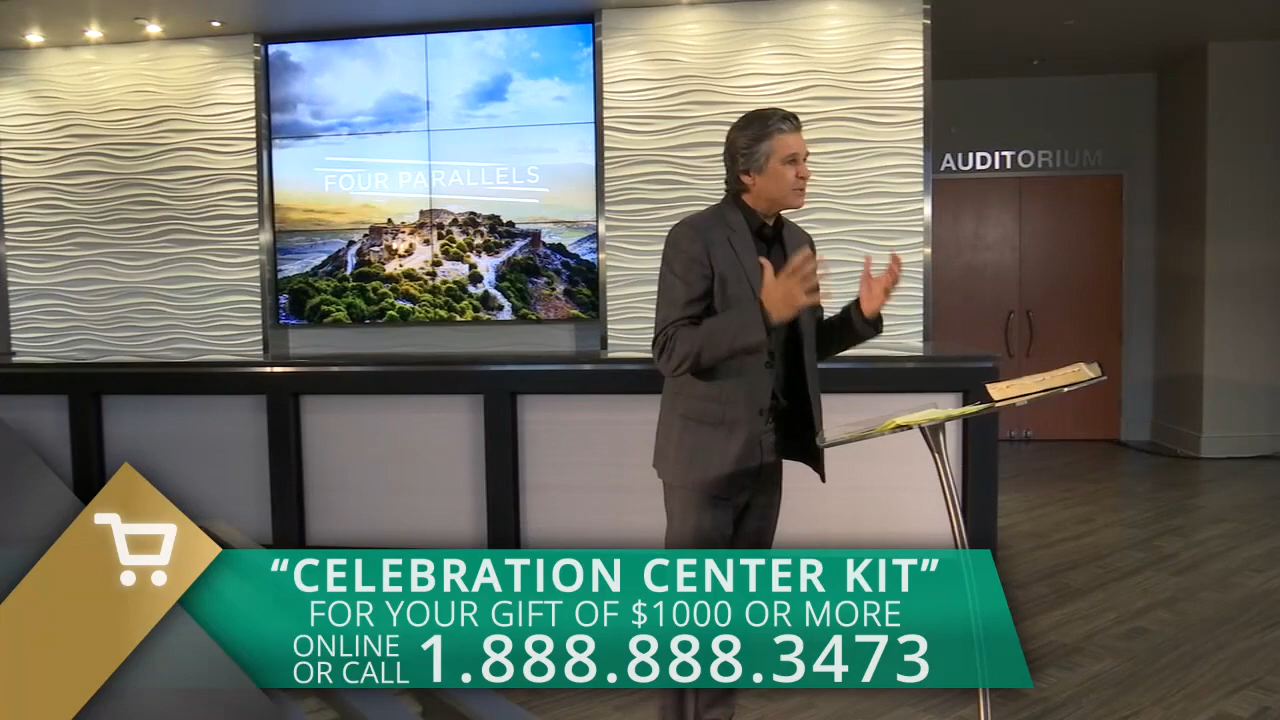 FOUR PARALLELS
AUDITORIUM
“CELEBRATION CENTER KIT”
FOR YOUR GIFT OF $1000 OR MORE
ONLINE
OR CALL 1.888.888.3473